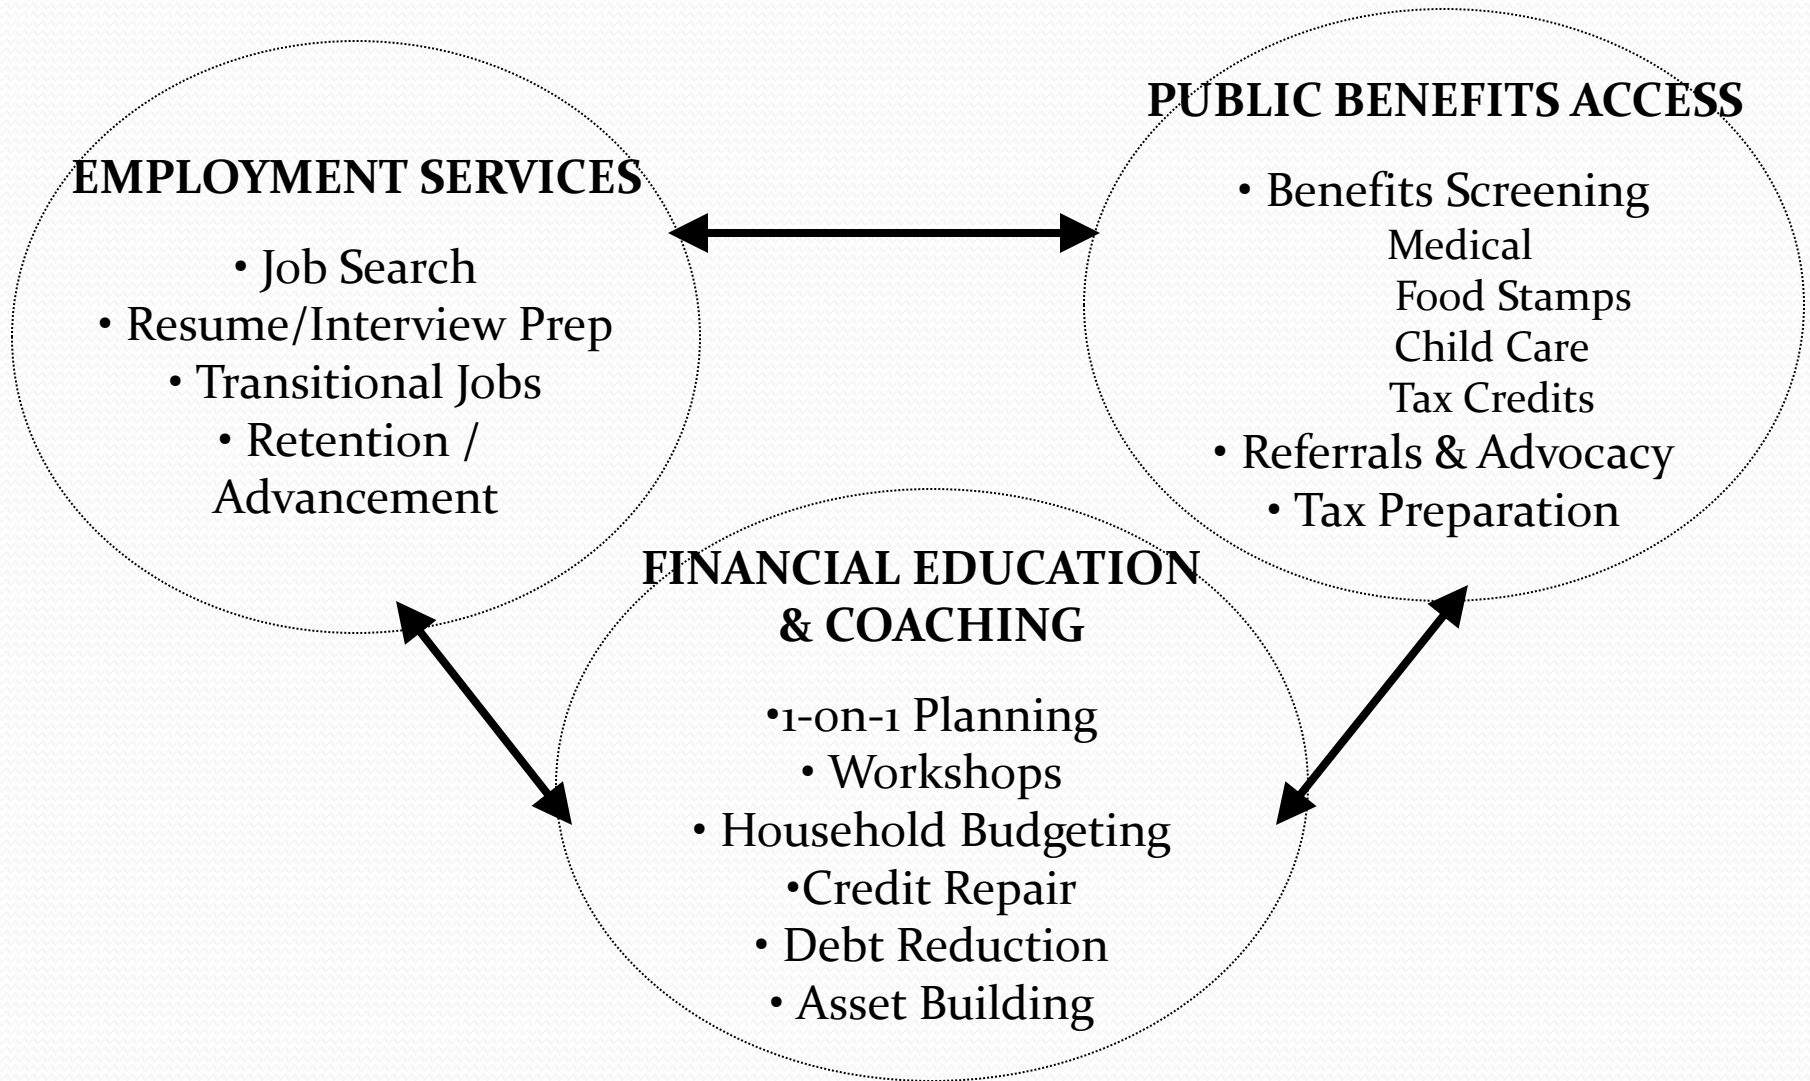 EMPLOYMENT SERVICES
• Job Search
• Resume/Interview Prep
• Transitional Jobs
• Retention /
Advancement
PUBLIC BENEFITS ACCESS
• Benefits Screening
Medical
Food Stamps
Child Care
Tax Credits
• Referrals & Advocacy
• Tax Preparation
FINANCIAL EDUCATION
& COACHING
•1-on-1 Planning
• Workshops
• Household Budgeting
•Credit Repair
• Debt Reduction
• Asset Building